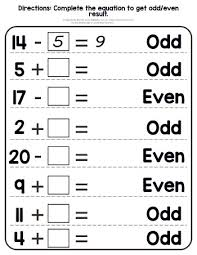 Directions: Complete the equation to get odd/even
result.
14 - 5 = 9 Odd
5 + = Odd
17 - = Even
2 + = Odd
20 - = Even
9 + = Even
11 + = Odd
4 + = Odd